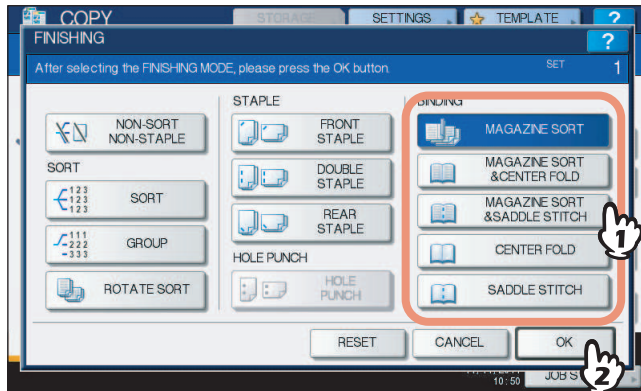 COPY
STORAGE
SETTINGS
TEMPLATE
?
FINISHING
?
After selecting the FINISHING MODE, please press the OK button.
SET 1
NON-SORT
NON-STAPLE
SORT
123
123
123
SORT
111
222
333
GROUP
ROTATE SORT
STAPLE
FRONT
STAPLE
DOUBLE
STAPLE
REAR
STAPLE
HOLE PUNCH
HOLE
PUNCH
BINDING
MAGAZINE SORT
MAGAZINE SORT
&CENTER FOLD
MAGAZINE SORT
&SADDLE STITCH
1
CENTER FOLD
SADDLE STITCH
RESET
CANCEL
OK
2
10:50
JOB S